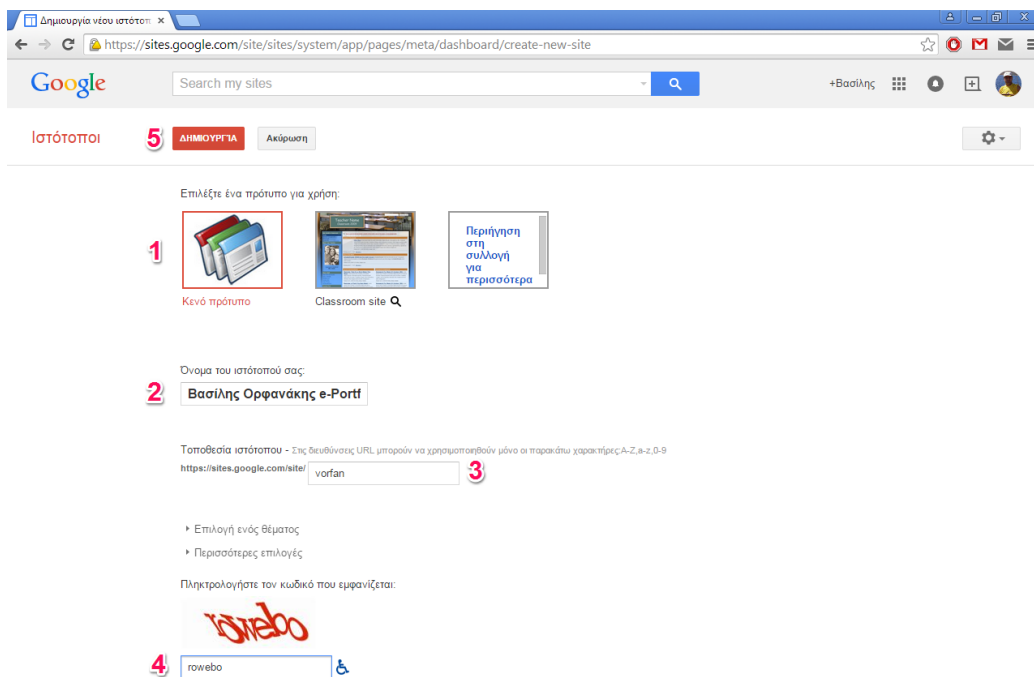 Δημιουργία νέου ιστότοπ
https://sites.google.com/site/sites/system/app/pages/meta/dashboard/create-new-site
Google
Search my sites
+Βασίλης
Ιστότοποι
5
ΔΗΜΙΟΥΡΓΊΑ
Ακύρωση
Επιλέξτε ένα πρότυπο για χρήση:
1
Περιήγηση
στη
συλλογή
για
περισσότερα
Κενό πρότυπο
Classroom site
Όνομα του ιστότοπού σας:
2
Βασίλης Ορφανάκης e-Portf
Τοποθεσία ιστότοπου - Στις διευθύνσεις URL μπορούν να χρησιμοποιηθούν μόνο οι παρακάτω χαρακτήρες:A-Z,a-z,0-9
https://sites.google.com/site/ vorfan
3
Επιλογή ενός θέματος
Περισσότερες επιλογές
Πληκτρολογήστε τον κωδικό που εμφανίζεται:
rowebo
4
rowebo